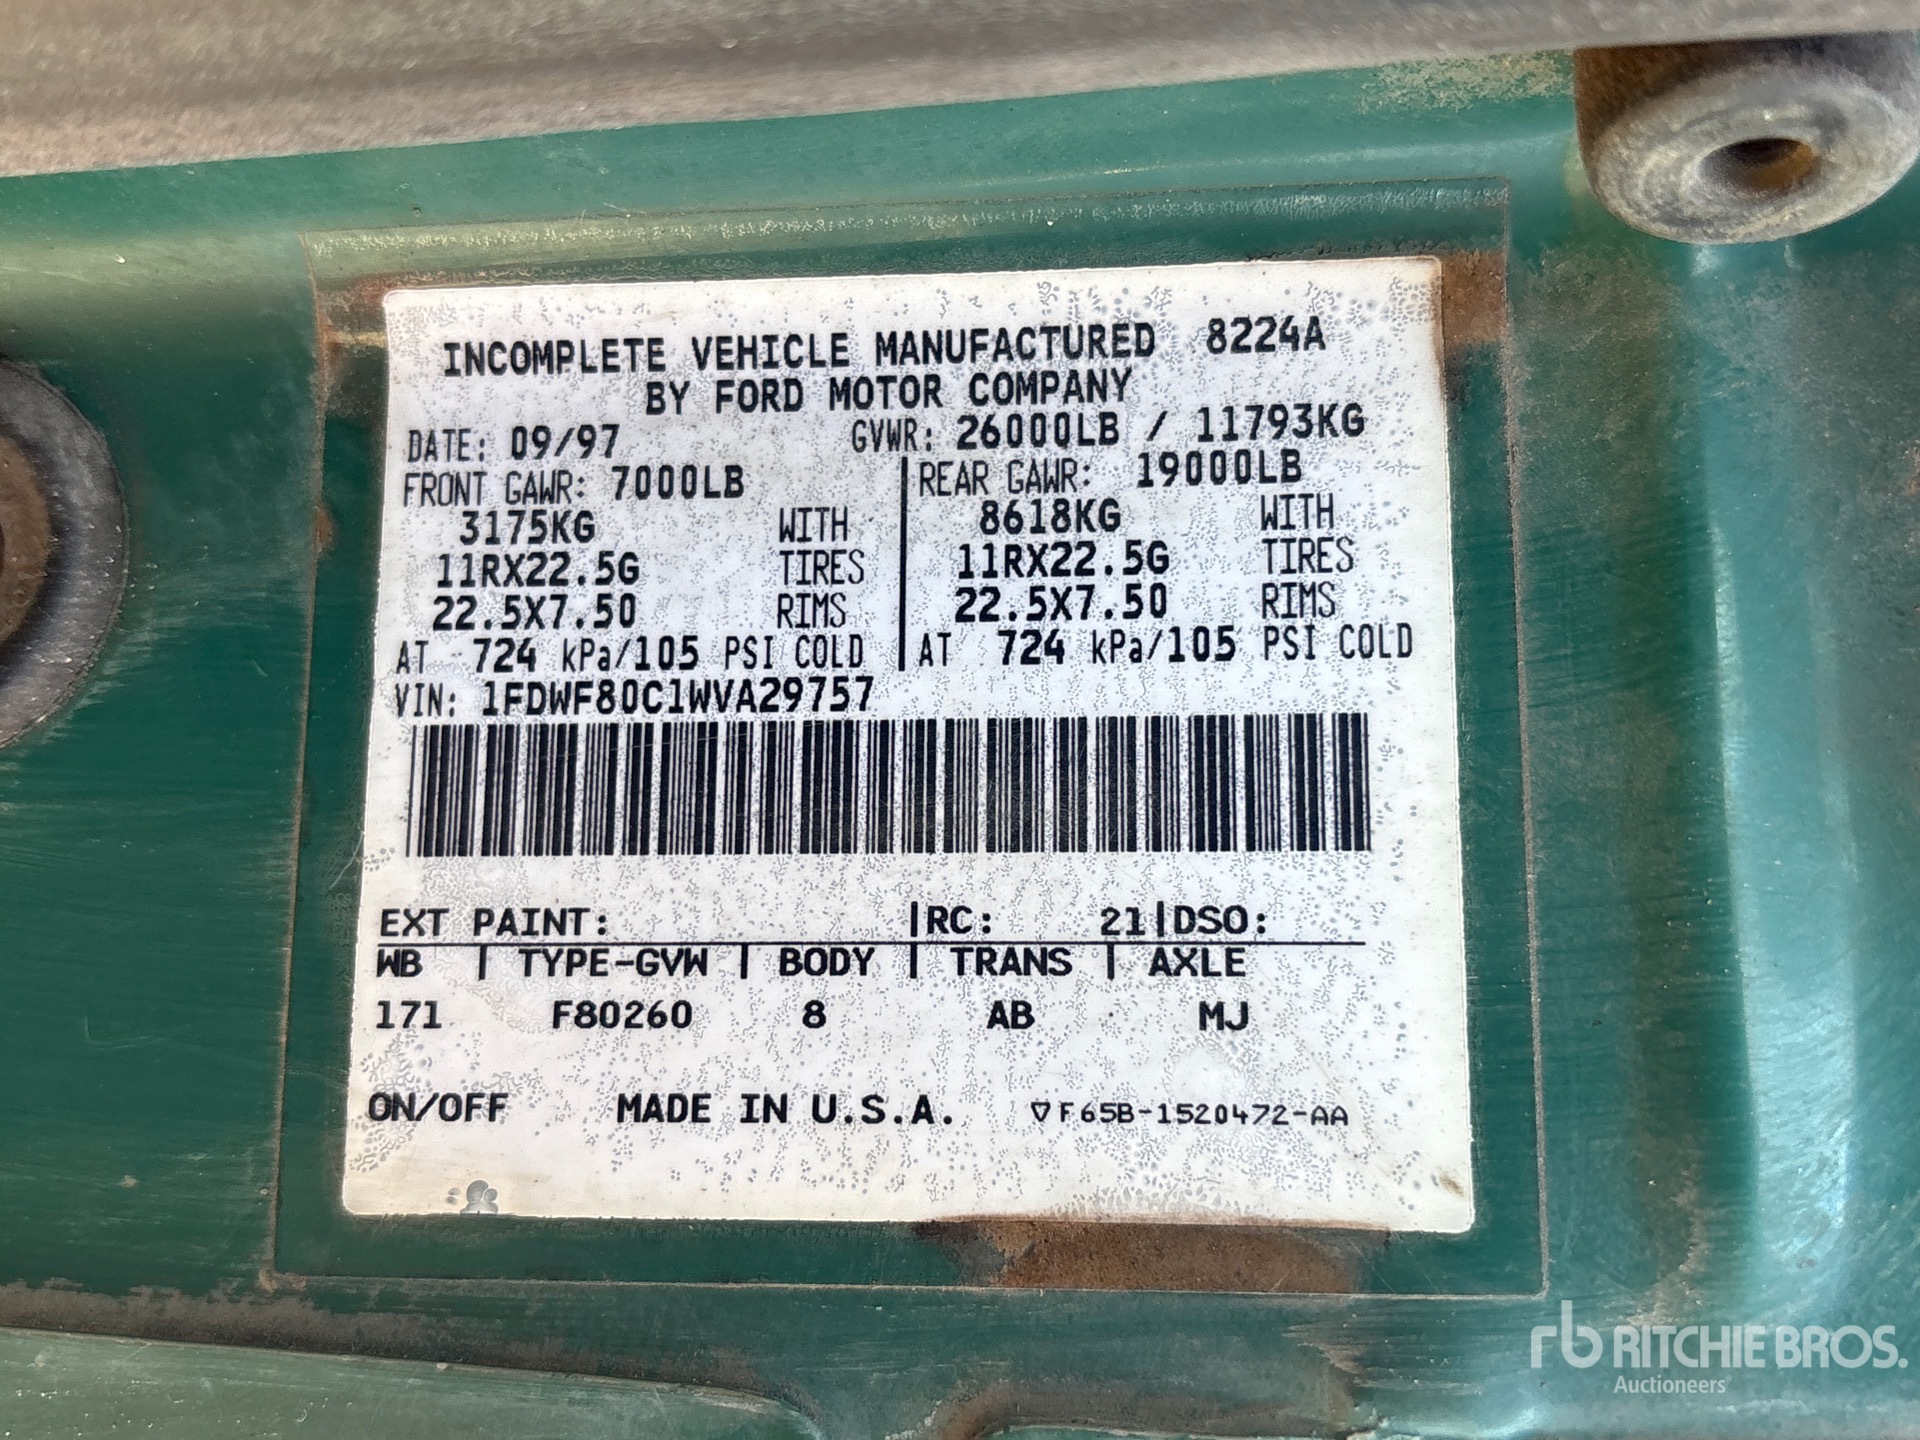 INCOMPLETE VEHICLE MANUFACTURED 8224A
BY FORD MOTOR COMPANY
DATE: 09/97 GVWR: 26000LB / 11793KG
FRONT GAWR: 7000LB REAR GAWR: 19000LB
3175KG WITH 8618KG WITH
11RX22.5G TIRES 11RX22.5G TIRES
22.5X7.50 RIMS 22.5X7.50 RIMS
AT 724 kPa/105 PSI COLD AT 724 kPa/105 PSI COLD
VIN: 1FDWF80C1WVA29757
EXT PAINT: |RC: 21|DSO:
WB | TYPE-GVW | BODY | TRANS | AXLE
171 F80260 8 AB MJ
ON/OFF MADE IN U.S.A. ▽F65B-1520472-AA
rb RITCHIE BROS.
Auctioneers